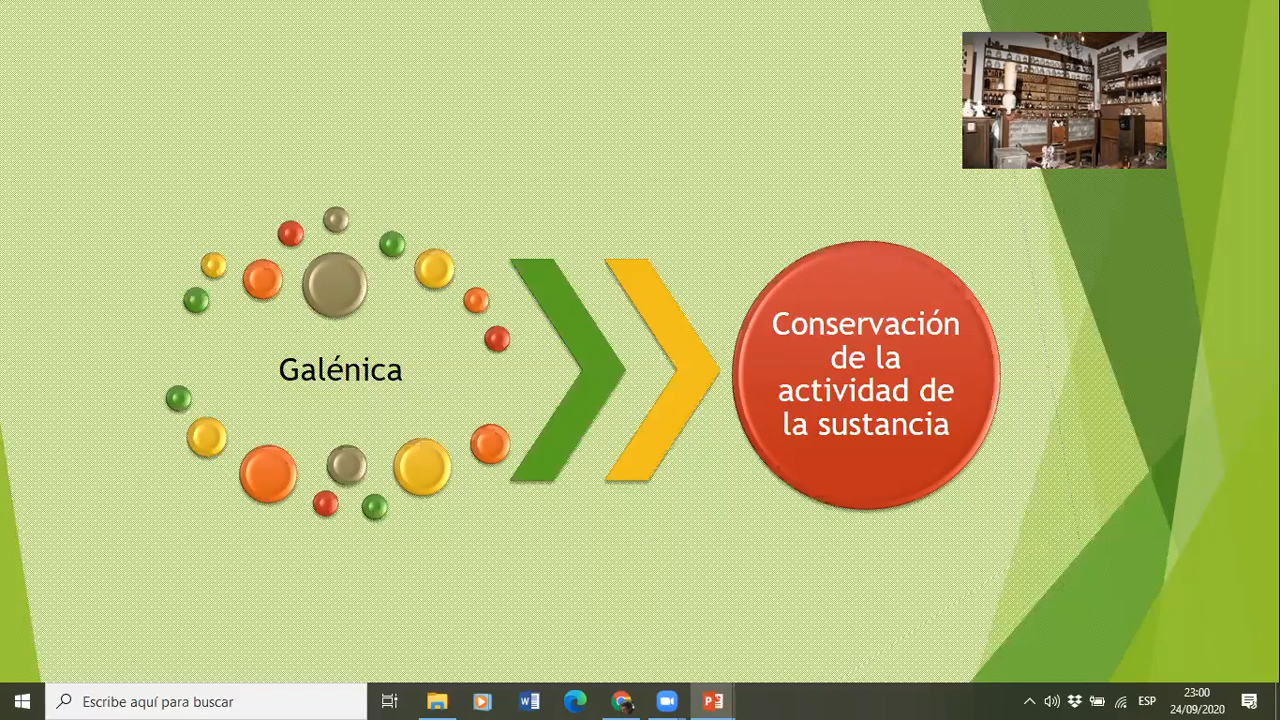 Galénica
Conservación
de la
actividad de
la sustancia
Escribe aquí para buscar
ESP
23:00
24/09/2020